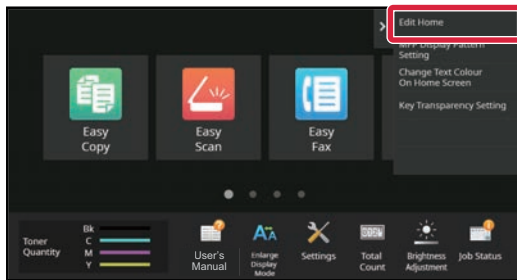 Edit Home
MFP Display Pattern
Setting
Change Text Colour
On Home Screen
Key Transparency Setting
Easy
Copy
Easy
Scan
Easy
Fax
Toner
Quantity
Bk
C
M
Y
User's
Manual
Enlarge
Display
Mode
Settings
Total
Count
Brightness
Adjustment
Job Status